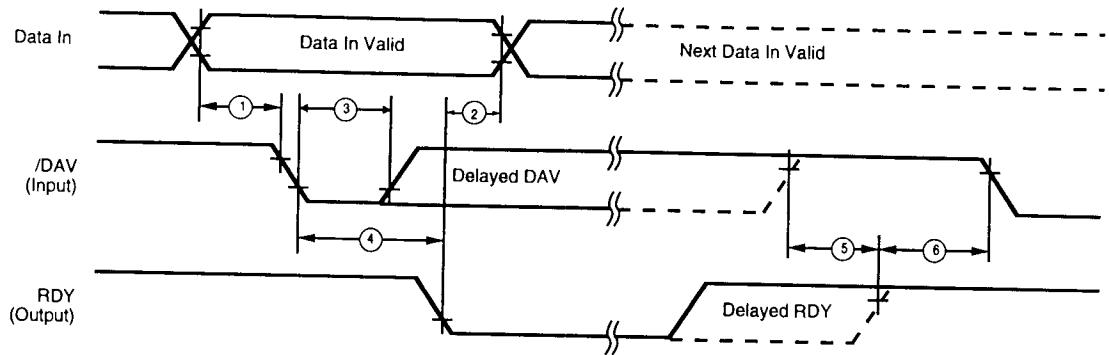 Data In
Data In Valid
Next Data In Valid
1
3
2
/DAV
(Input)
Delayed DAV
4
5
6
RDY
(Output)
Delayed RDY